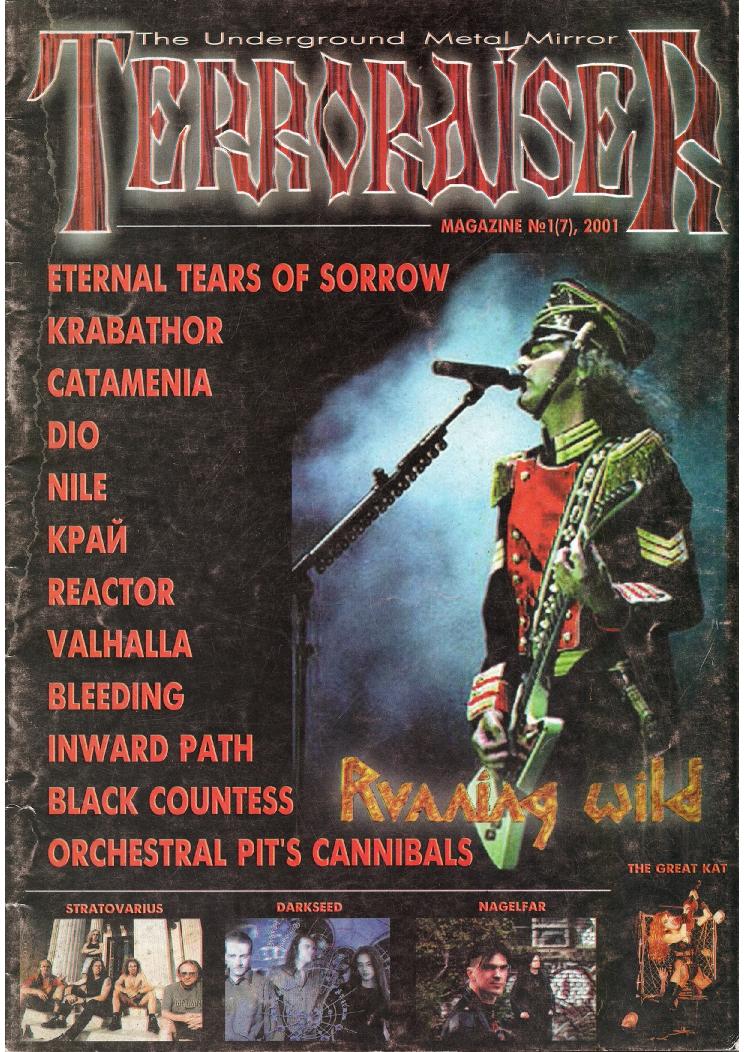 The Underground Metal Mirror
TERRORAISER
MAGAZINE №1(7), 2001
ETERNAL TEARS OF SORROW
KRABATHOR
CATAMENIA
DIO
NILE
КРАЙ
REACTOR
VALHALLA
BLEEDING
INWARD PATH
BLACK COUNTESS
ORCHESTRAL PIT'S CANNIBALS
Running wild
THE GREAT KAT
STRATOVARIUS
DARKSEED
NAGELFAR